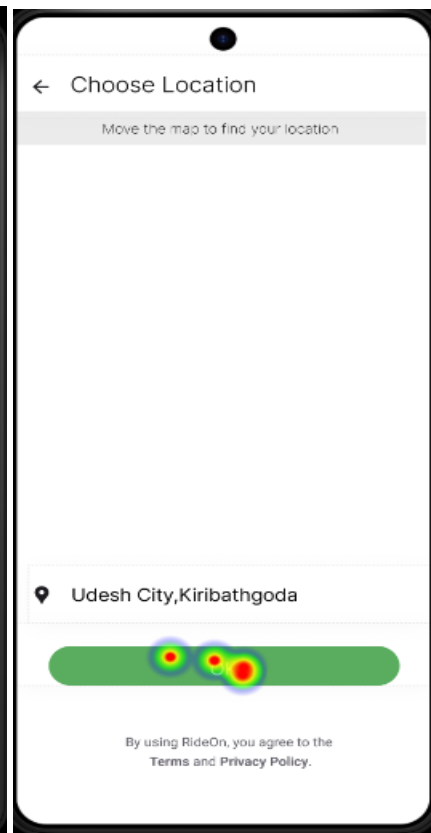 Choose Location
Move the map to find your location
Udesh City,Kiribathgoda
By using RideOn, you agree to the
Terms and Privacy Policy.